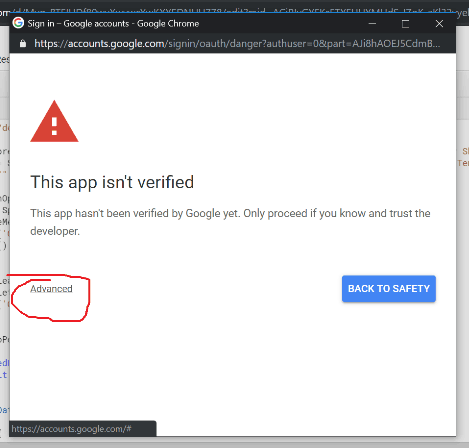 Sign in – Google accounts - Google Chrome
https://accounts.google.com/signin/oauth/danger?authuser=0&part=AJi8hAOEJ5CdmB...
This app isn't verified
This app hasn't been verified by Google yet. Only proceed if you know and trust the
developer.
Advanced
BACK TO SAFETY
https://accounts.google.com/#